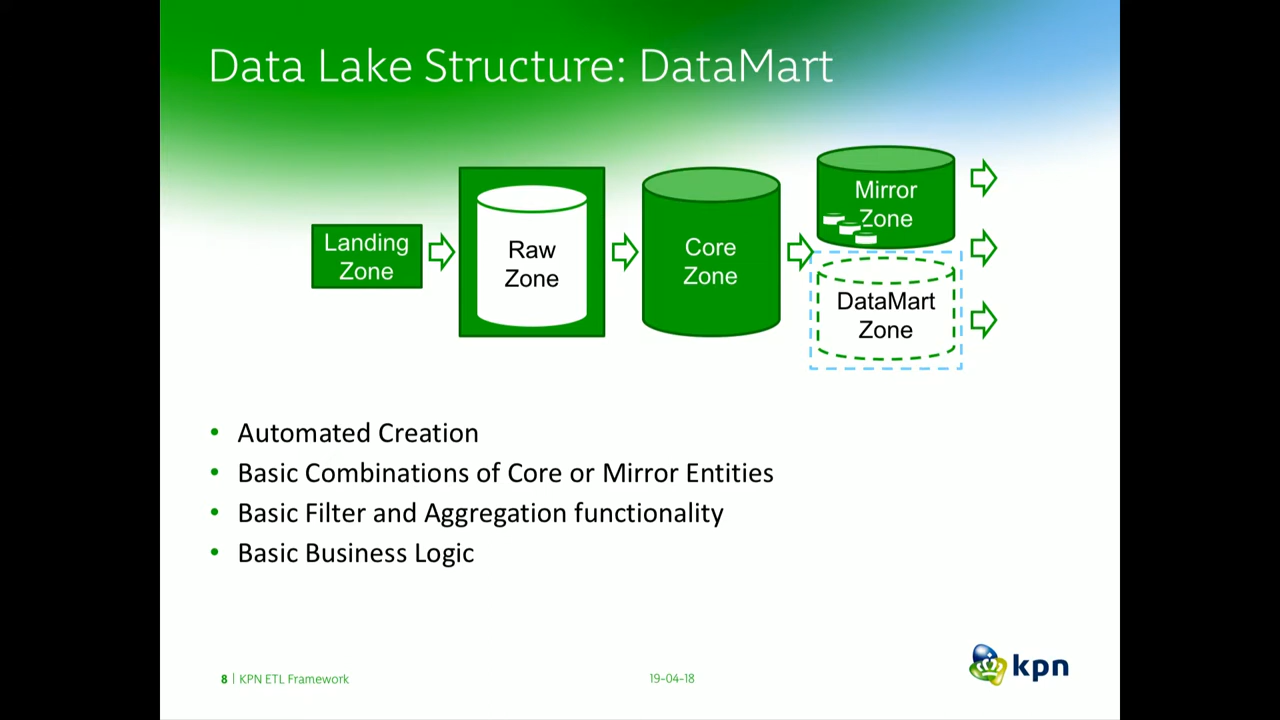 Data Lake Structure: DataMart
Landing
Zone
Raw
Zone
Core
Zone
Mirror
Zone
DataMart
Zone
• Automated Creation
• Basic Combinations of Core or Mirror Entities
• Basic Filter and Aggregation functionality
• Basic Business Logic
8 | KPN ETL Framework
19-04-18
kpn